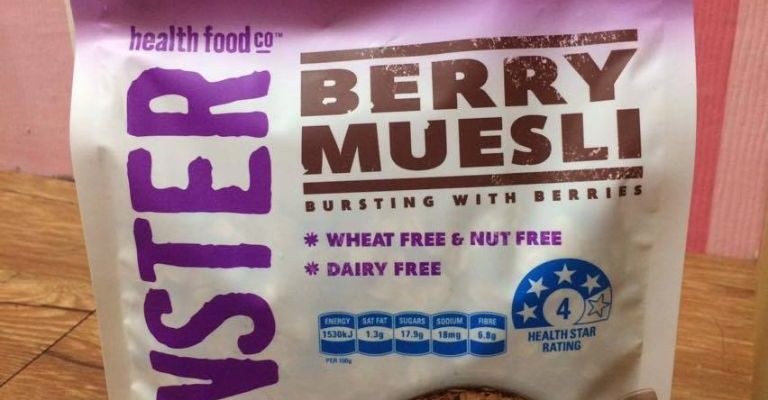 health food co™
BERRY
MUESLI
BURSTING WITH BERRIES
* WHEAT FREE & NUT FREE
* DAIRY FREE
ENERGY SAT FAT SUGARS SODIUM FIBRE
1530kJ 1.3g 17.9g 18mg 6.8g
PER 100g
4
HEALTH STAR
RATING